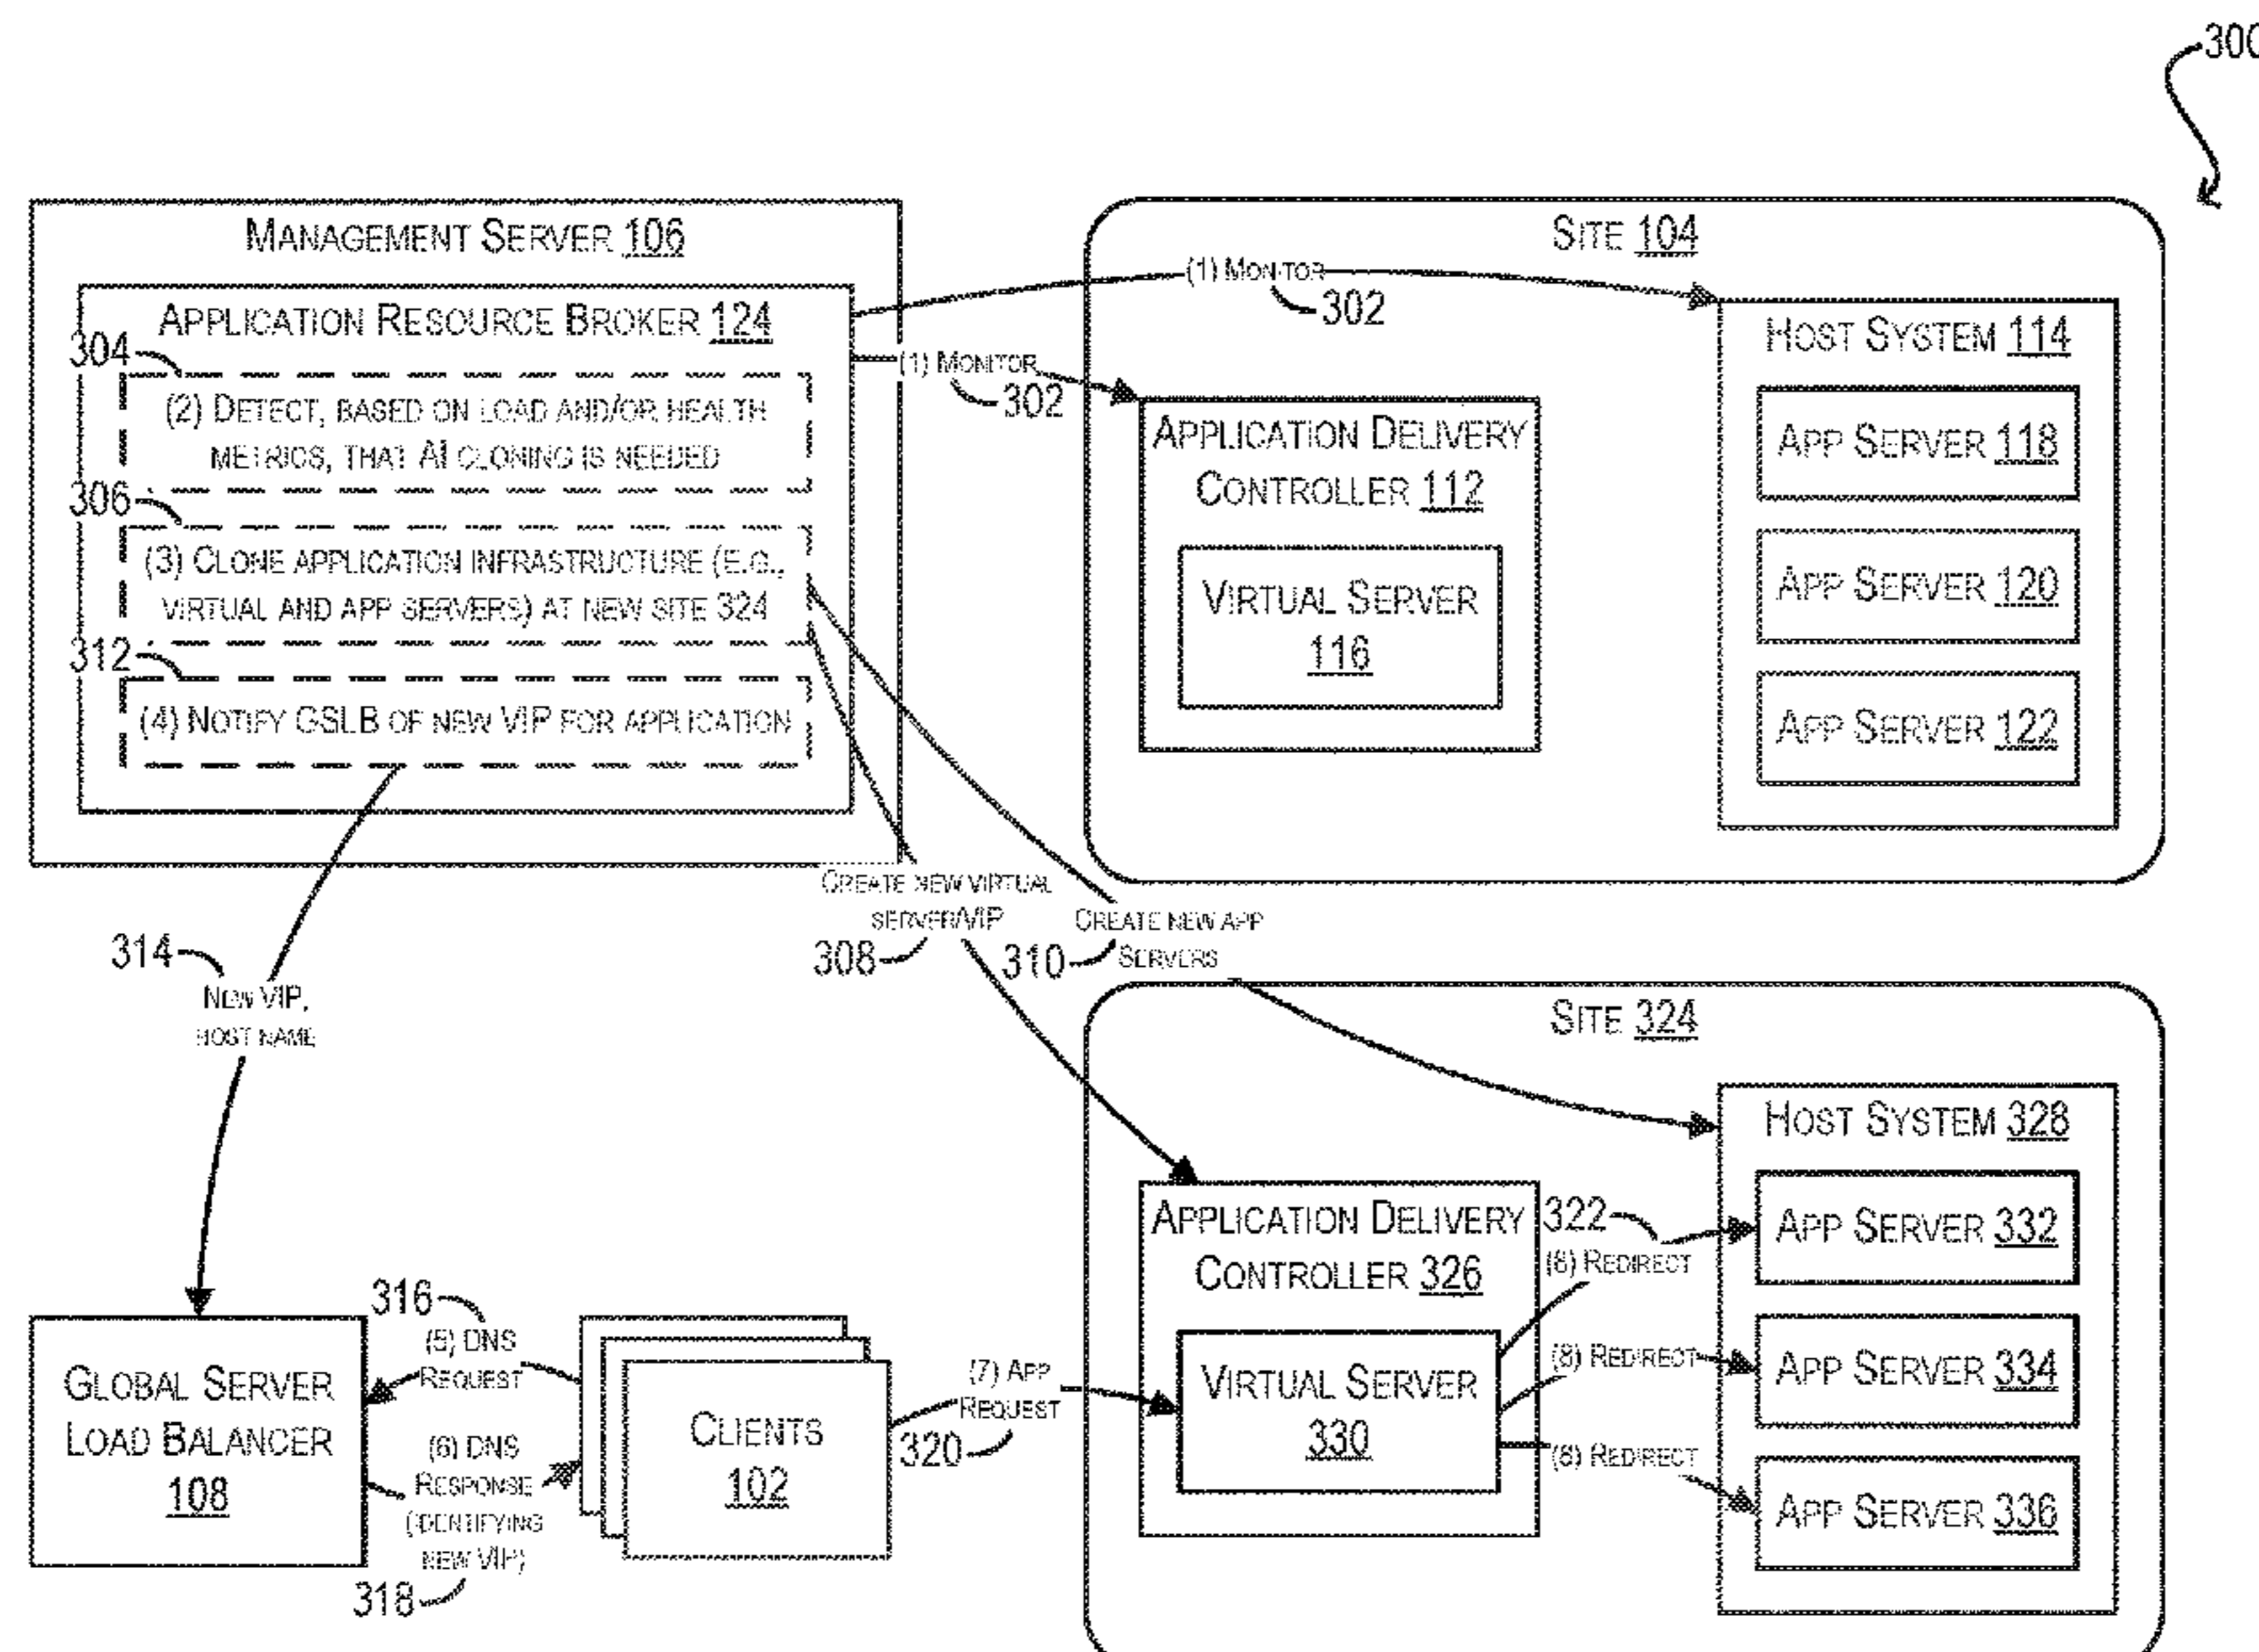 300
MANAGEMENT SERVER 106
APPLICATION RESOURCE BROKER 124
304
(2) DETECT, BASED ON LOAD AND/OR HEALTH
METRICS, THAT AI CLONING IS NEEDED
306
(3) CLONE APPLICATION INFRASTRUCTURE (E.G.,
VIRTUAL AND APP SERVERS) AT NEW SITE 324
312
(4) NOTIFY GSLB OF NEW VIP FOR APPLICATION
SITE 104
(1) MONITOR
302
(1) MONITOR
302
APPLICATION DELIVERY
CONTROLLER 112
VIRTUAL SERVER
116
HOST SYSTEM 114
APP SERVER 118
APP SERVER 120
APP SERVER 122
CREATE NEW VIRTUAL
SERVER/VIP
308
CREATE NEW APP
SERVERS
310
314
NEW VIP,
HOST NAME
SITE 324
HOST SYSTEM 328
APP SERVER 332
APP SERVER 334
APP SERVER 336
APPLICATION DELIVERY
CONTROLLER 326
VIRTUAL SERVER
330
322
(8) REDIRECT
(8) REDIRECT
(8) REDIRECT
GLOBAL SERVER
LOAD BALANCER
108
316
(5) DNS
REQUEST
(6) DNS
RESPONSE
(IDENTIFYING
NEW VIP)
318
CLIENTS
102
(7) APP
REQUEST
320